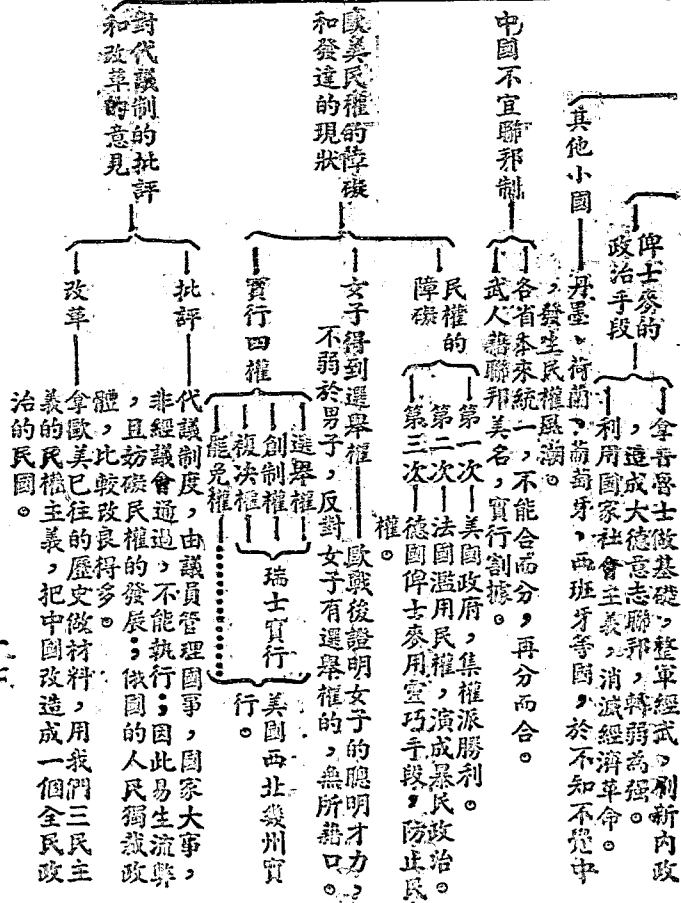 俾士麥的
政治手段
拿普魯士做基礎，整軍經武，刷新內政
，造成大德意志聯邦，轉弱為强。
利用國家社會主義，消滅經濟革命。
其他小國
丹墨、荷蘭、葡萄牙，西班牙等國，於不知不覺中
，發生民權風潮。
中國不宜聯邦制
各省本來統一，不能合而分，再分而合。
武人藉聯邦美名，實行割據。
歐美民權的障礙
和發達的現狀
民權的
障礙
第一次
美國政府，集權派勝利。
第二次
法國濫用民權，演成暴民政治。
第三次
德國俾士麥用靈巧手段，防止民
權。
女子得到選舉權
歐戰後證明女子的聰明才力，
不弱於男子，反對女子有選舉權的，無所藉口。
實行四權
選舉權
創制權
複决權
罷免權
瑞士實行
美國西北幾州實
行。
對代議制的批評
和改革的意見
批評
代議制度，由議員管理國事，國家大事，
非經議會通過，不能執行；因此易生流弊
，且妨礙民權的發展；俄國的人民獨裁政
體，比較改良得多。
改革
拿歐美已往的歷史做材料，用我們三民主
義的民權主義，把中國改造成一個全民政
治的民國。